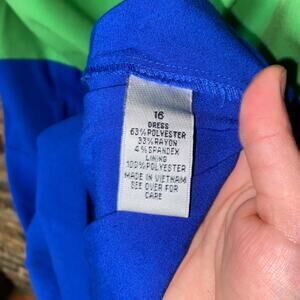 16
DRESS
63%POLYESTER
33%RAYON
4%SPANDEX
LINING
100%POLYESTER
MADE IN VIETNAM
SEE OVER FOR
CARE